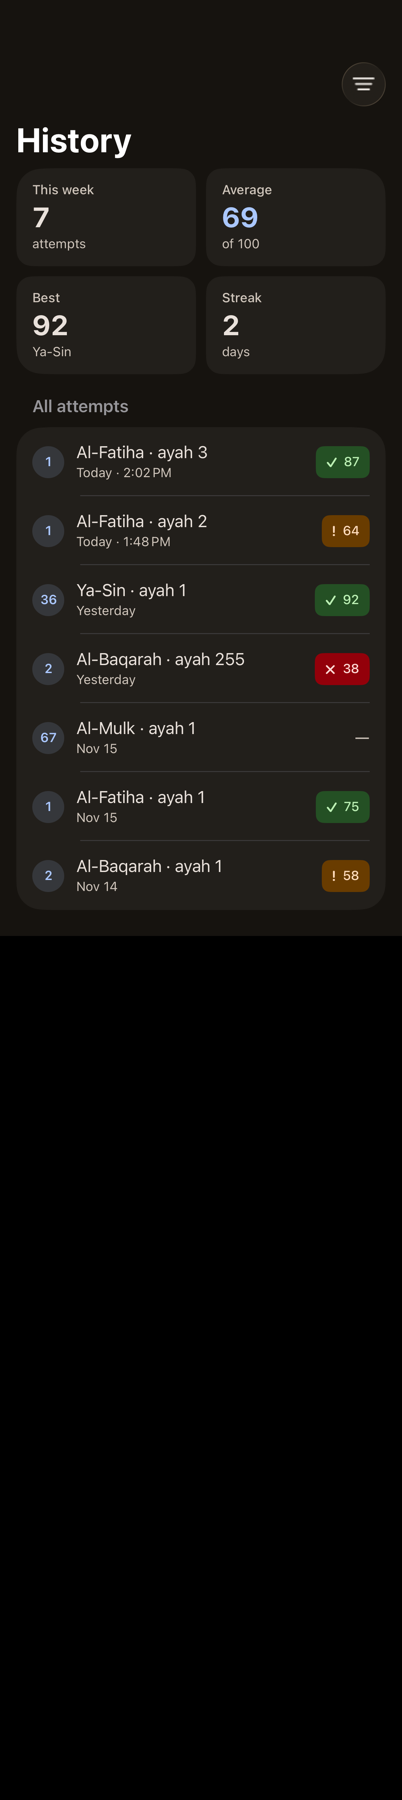 History
This week
7
attempts
Average
69
of 100
Best
92
Ya-Sin
Streak
2
days
All attempts
1
Al-Fatiha · ayah 3
Today · 2:02 PM
87
1
Al-Fatiha · ayah 2
Today · 1:48 PM
! 64
36
Ya-Sin · ayah 1
Yesterday
92
2
Al-Baqarah · ayah 255
Yesterday
38
67
Al-Mulk · ayah 1
Nov 15
—
1
Al-Fatiha · ayah 1
Nov 15
75
2
Al-Baqarah · ayah 1
Nov 14
! 58